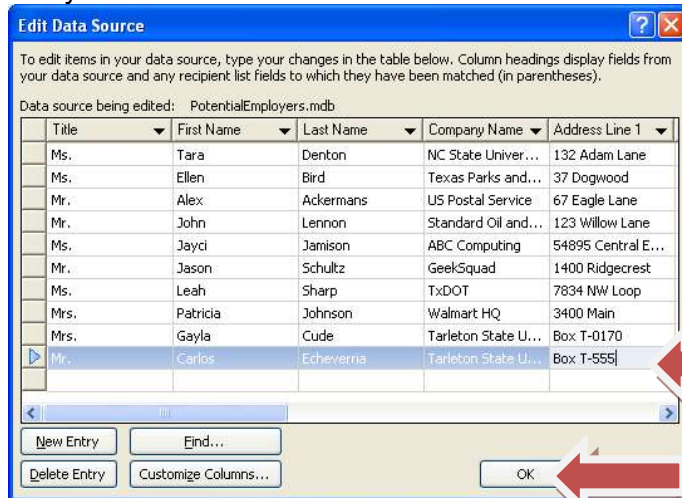 Edit Data Source
To edit items in your data source, type your changes in the table below. Column headings display fields from
your data source and any recipient list fields to which they have been matched (in parentheses).
Data source being edited: PotentialEmployers.mdb
Title First Name Last Name Company Name Address Line 1
Ms. Tara Denton NC State Univer... 132 Adam Lane
Ms. Ellen Bird Texas Parks and... 37 Dogwood
Mr. Alex Ackermans US Postal Service 67 Eagle Lane
Mr. John Lennon Standard Oil and... 123 Willow Lane
Ms. Jayci Jamison ABC Computing 54895 Central E...
Mr. Jason Schultz GeekSquad 1400 Ridgecrest
Ms. Leah Sharp TxDOT 7834 NW Loop
Mrs. Patricia Johnson Walmart HQ 3400 Main
Mrs. Gayla Cude Tarleton State U... Box T-0170
Mr. Carlos Echeverria Tarleton State U... Box T-555
New Entry Find...
Delete Entry Customize Columns... OK